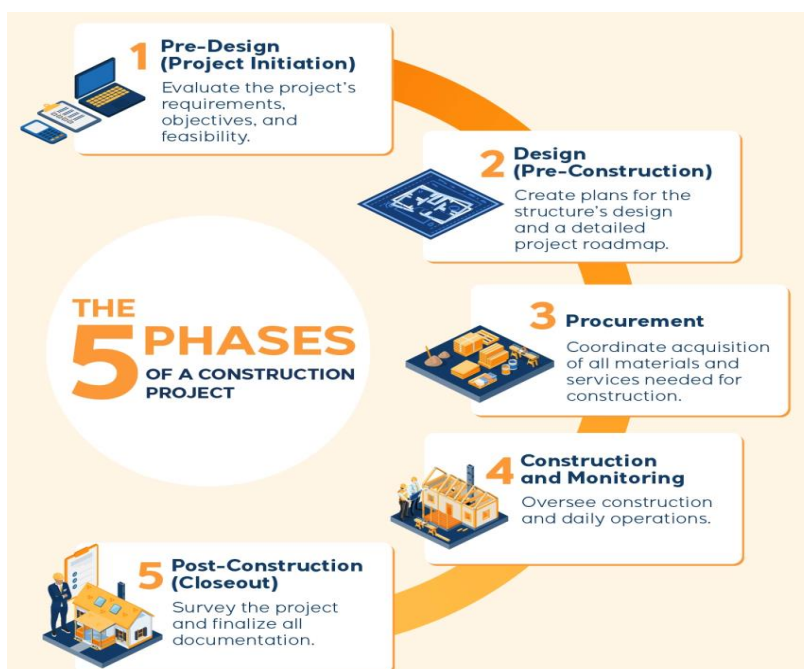 1 Pre-Design
(Project Initiation)
Evaluate the project's
requirements,
objectives, and
feasibility.
2 Design
(Pre-Construction)
Create plans for the
structure's design
and a detailed
project roadmap.
THE
5 PHASES
OF A CONSTRUCTION
PROJECT
3 Procurement
Coordinate acquisition
of all materials and
services needed for
construction.
4 Construction
and Monitoring
Oversee construction
and daily operations.
5 Post-Construction
(Closeout)
Survey the project
and finalize all
documentation.